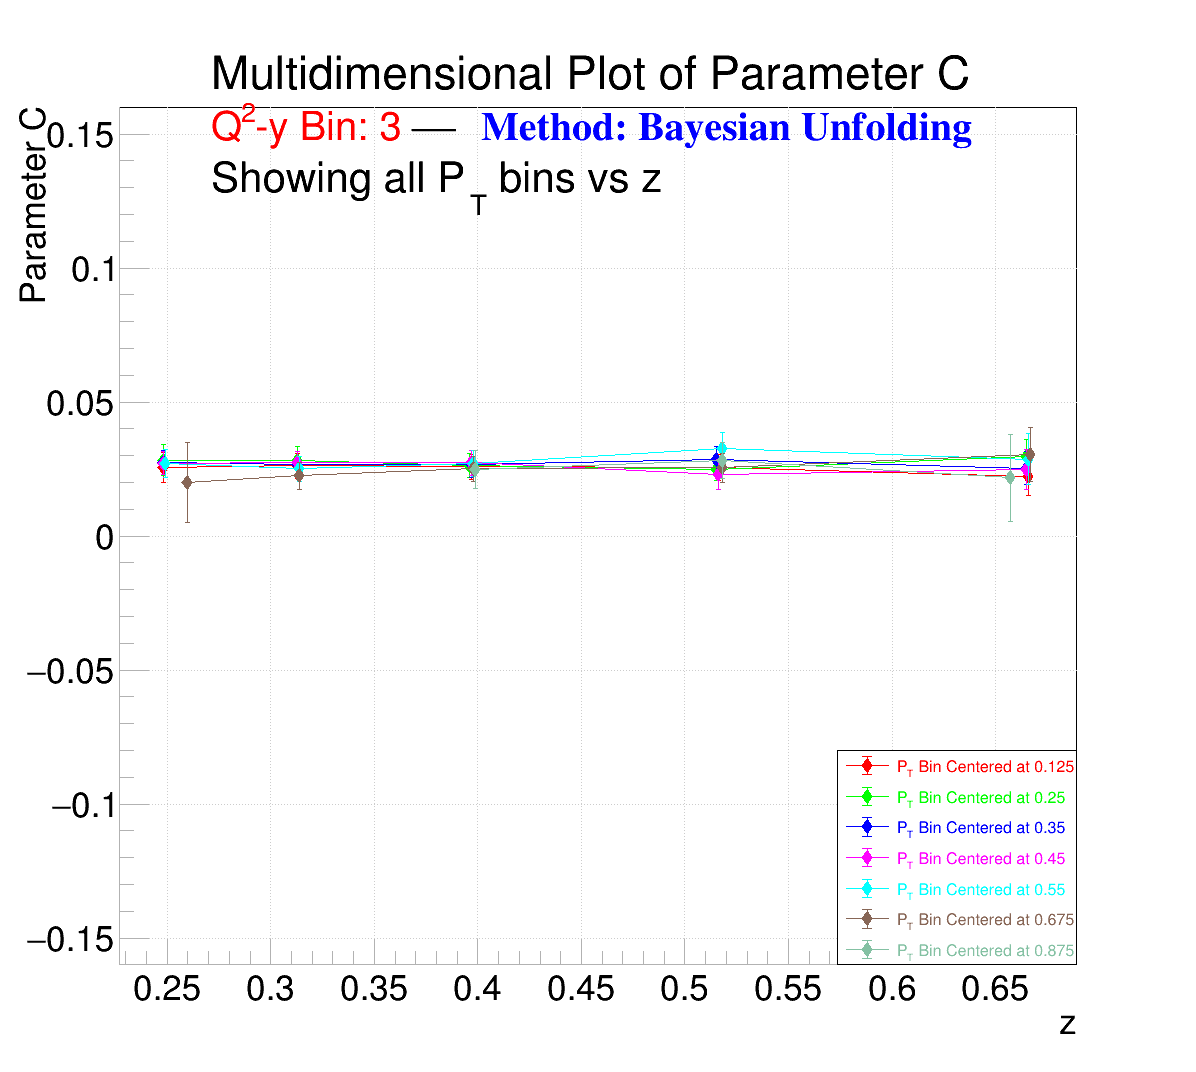 Multidimensional Plot of Parameter C
Q²-y Bin: 3 — Method: Bayesian Unfolding
Showing all P_T bins vs z
Parameter C
0.15
0.1
0.05
0
−0.05
−0.1
−0.15
P_T Bin Centered at 0.125
P_T Bin Centered at 0.25
P_T Bin Centered at 0.35
P_T Bin Centered at 0.45
P_T Bin Centered at 0.55
P_T Bin Centered at 0.675
P_T Bin Centered at 0.875
0.25 0.3 0.35 0.4 0.45 0.5 0.55 0.6 0.65
z